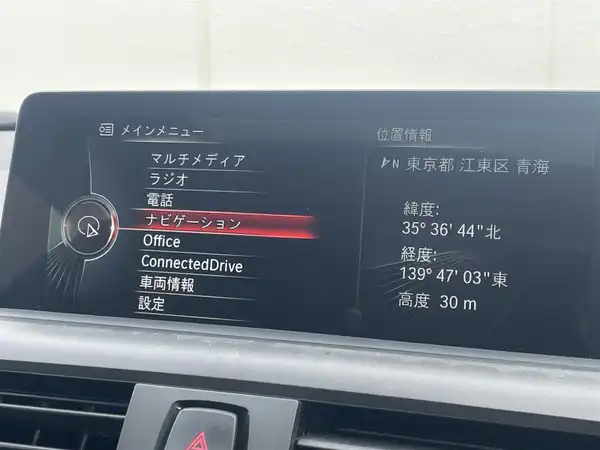 メインメニュー
マルチメディア
ラジオ
電話
ナビゲーション
Office
ConnectedDrive
車両情報
設定
位置情報
N 東京都 江東区 青海
緯度:
35° 36' 44"北
経度:
139° 47' 03"東
高度 30 m